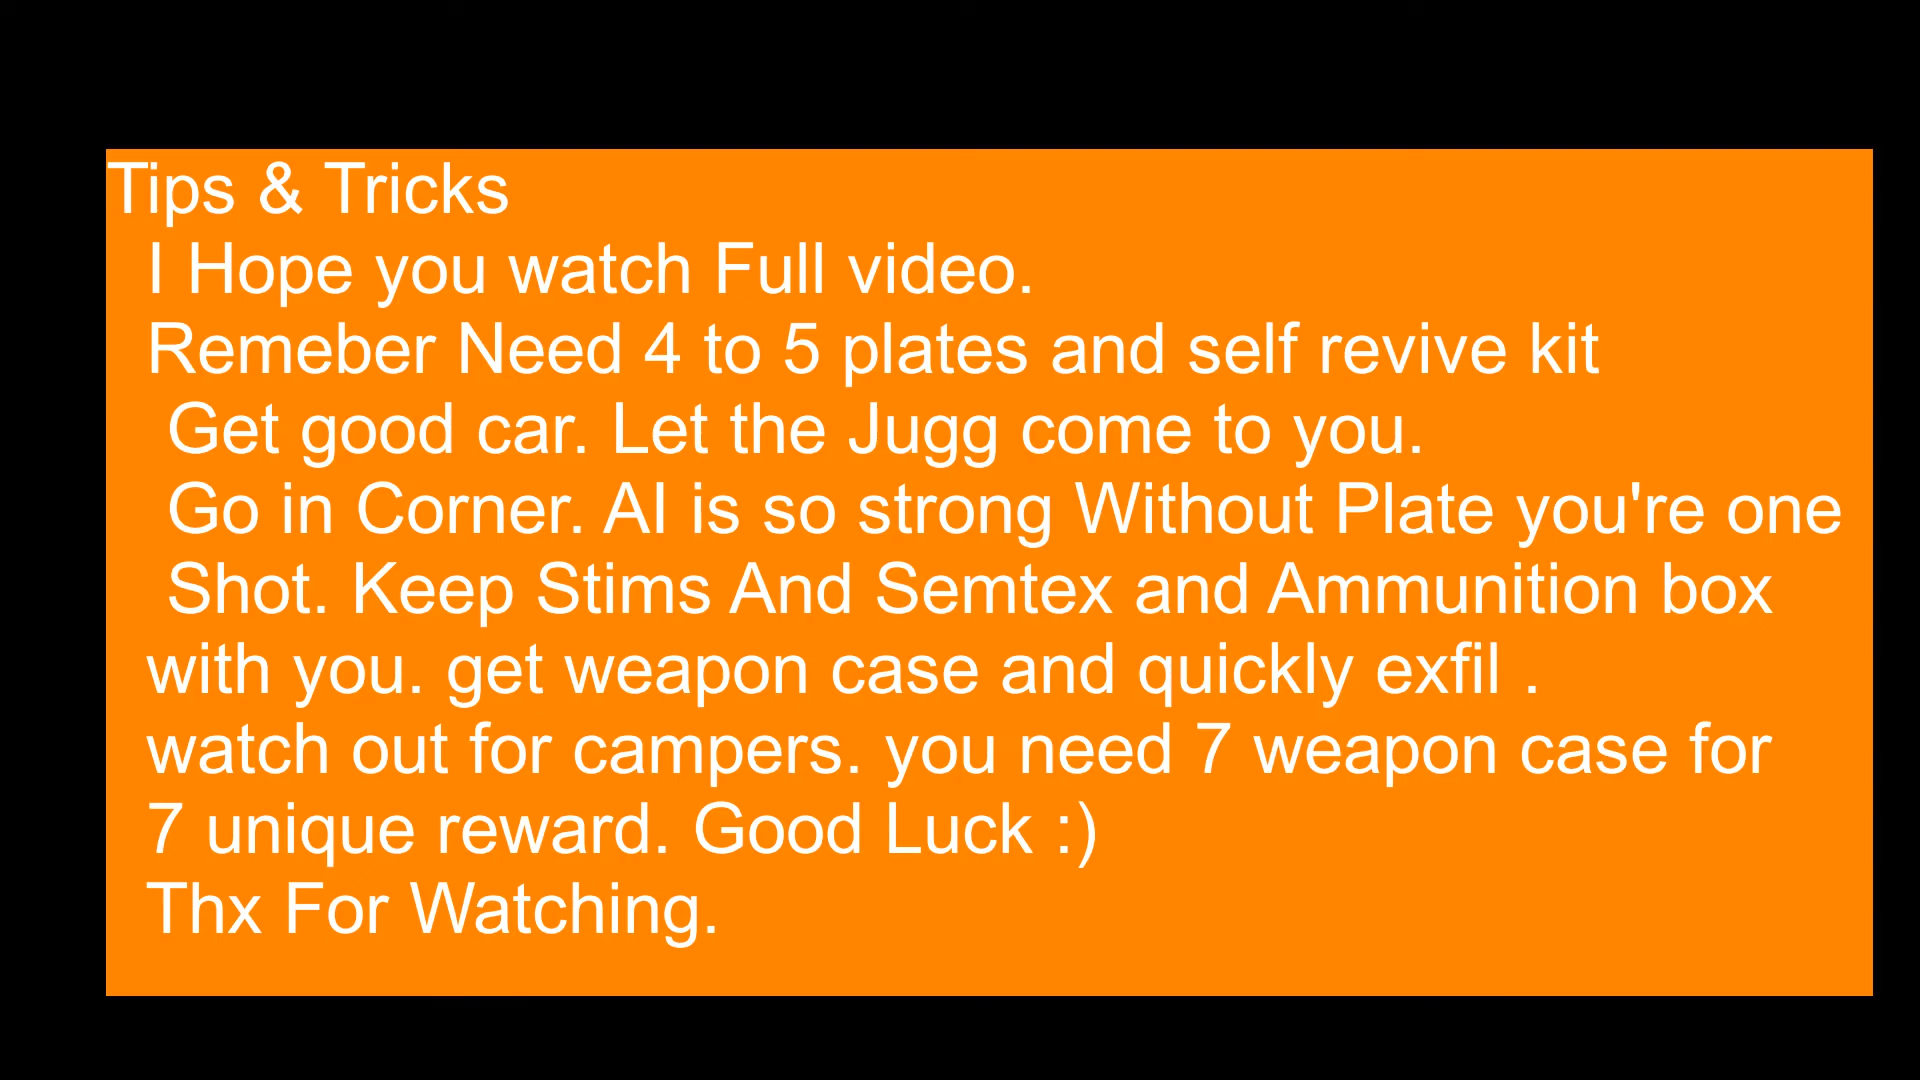 Tips & Tricks
I Hope you watch Full video.
Remeber Need 4 to 5 plates and self revive kit
Get good car. Let the Jugg come to you.
Go in Corner. AI is so strong Without Plate you're one
Shot. Keep Stims And Semtex and Ammunition box
with you. get weapon case and quickly exfil .
watch out for campers. you need 7 weapon case for
7 unique reward. Good Luck :)
Thx For Watching.